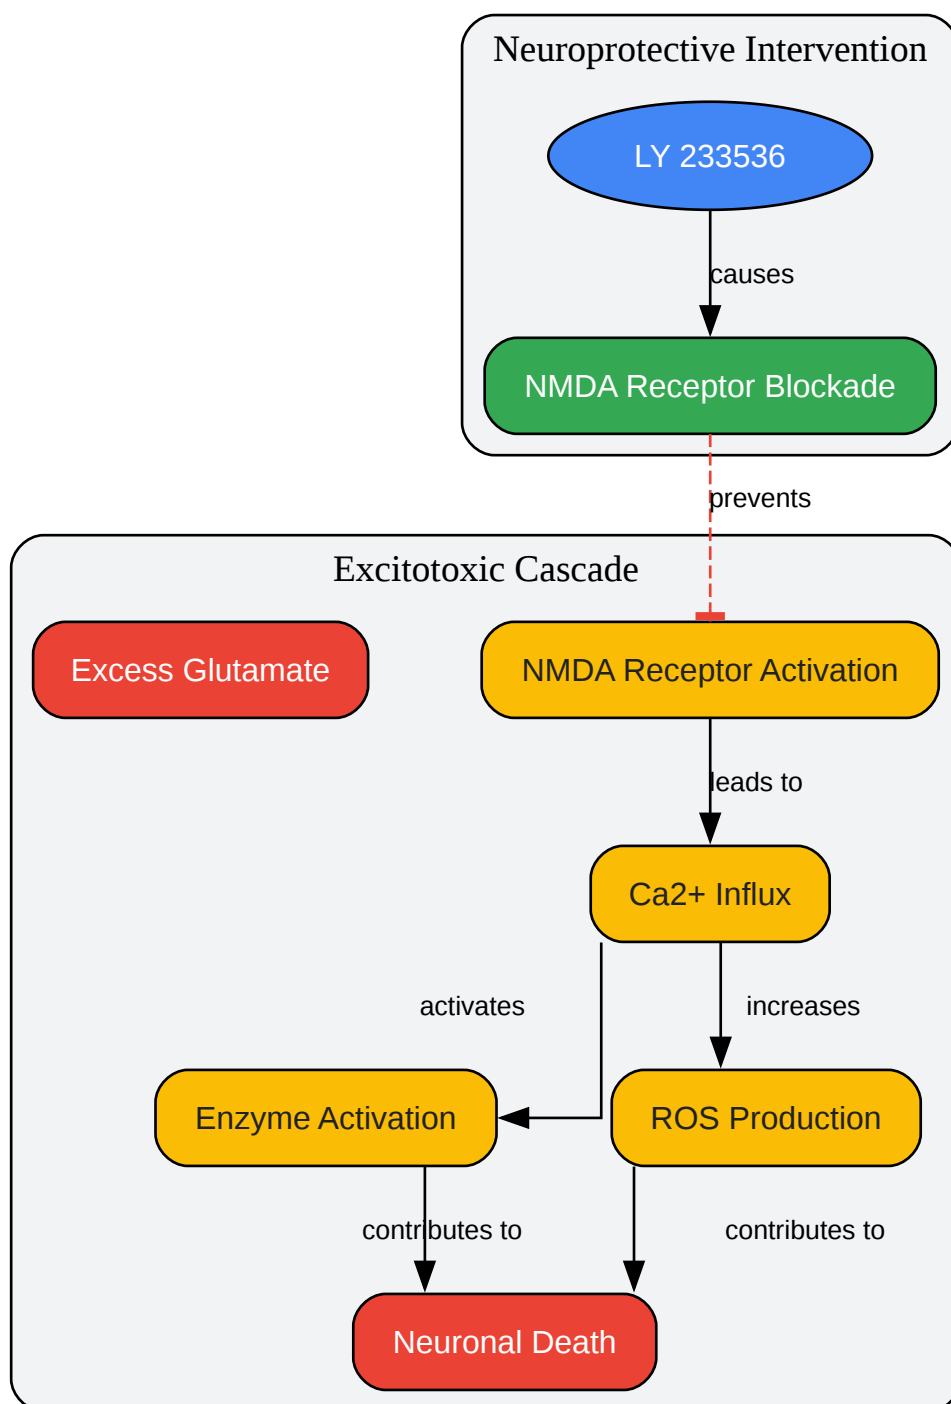 Neuroprotective Intervention
LY 233536
causes
NMDA Receptor Blockade
prevents
Excitotoxic Cascade
Excess Glutamate
NMDA Receptor Activation
leads to
Ca2+ Influx
activates
increases
Enzyme Activation
ROS Production
contributes to
contributes to
Neuronal Death